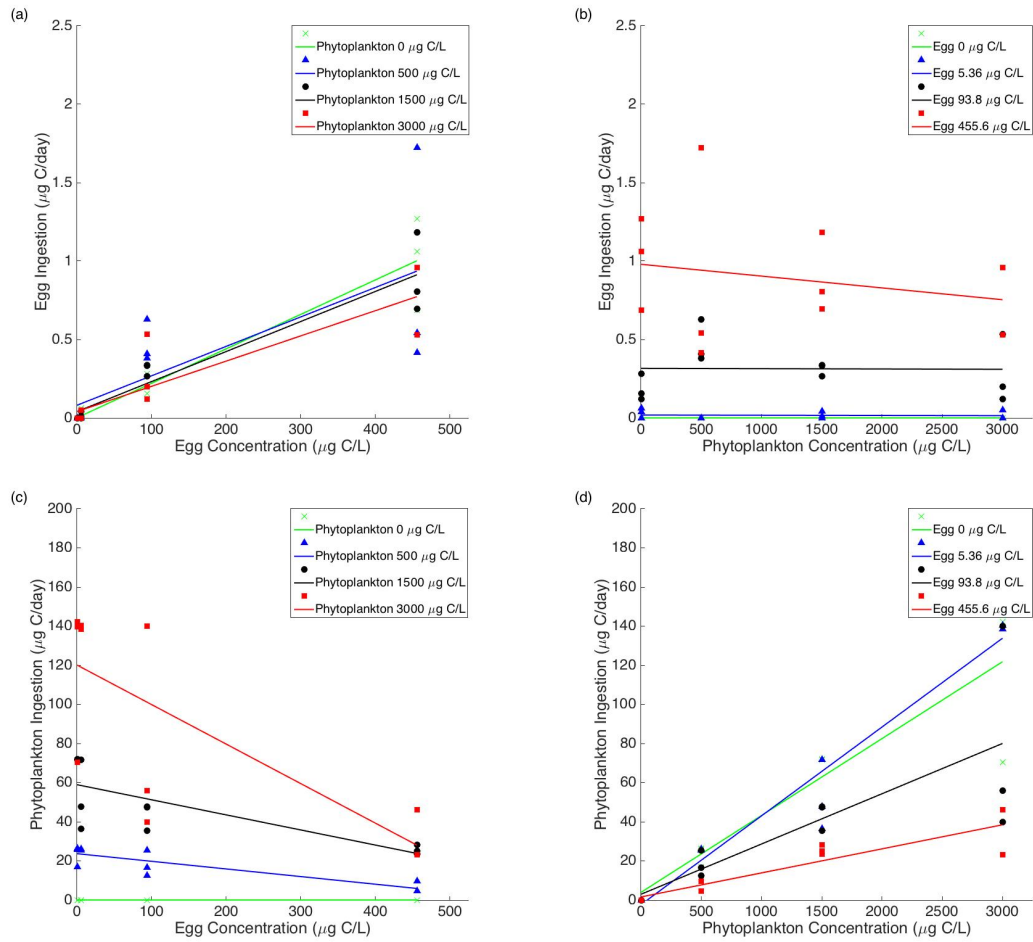 (a)
2.5
2
1.5
1
0.5
0
Egg Ingestion (μg C/day)
Phytoplankton 0 μg C/L
Phytoplankton 500 μg C/L
Phytoplankton 1500 μg C/L
Phytoplankton 3000 μg C/L
0 100 200 300 400 500
Egg Concentration (μg C/L)
(b)
2.5
2
1.5
1
0.5
0
Egg Ingestion (μg C/day)
Egg 0 μg C/L
Egg 5.36 μg C/L
Egg 93.8 μg C/L
Egg 455.6 μg C/L
0 500 1000 1500 2000 2500 3000
Phytoplankton Concentration (μg C/L)
(c)
200
180
160
140
120
100
80
60
40
20
0
Phytoplankton Ingestion (μg C/day)
Phytoplankton 0 μg C/L
Phytoplankton 500 μg C/L
Phytoplankton 1500 μg C/L
Phytoplankton 3000 μg C/L
0 100 200 300 400 500
Egg Concentration (μg C/L)
(d)
200
180
160
140
120
100
80
60
40
20
0
Phytoplankton Ingestion (μg C/day)
Egg 0 μg C/L
Egg 5.36 μg C/L
Egg 93.8 μg C/L
Egg 455.6 μg C/L
0 500 1000 1500 2000 2500 3000
Phytoplankton Concentration (μg C/L)